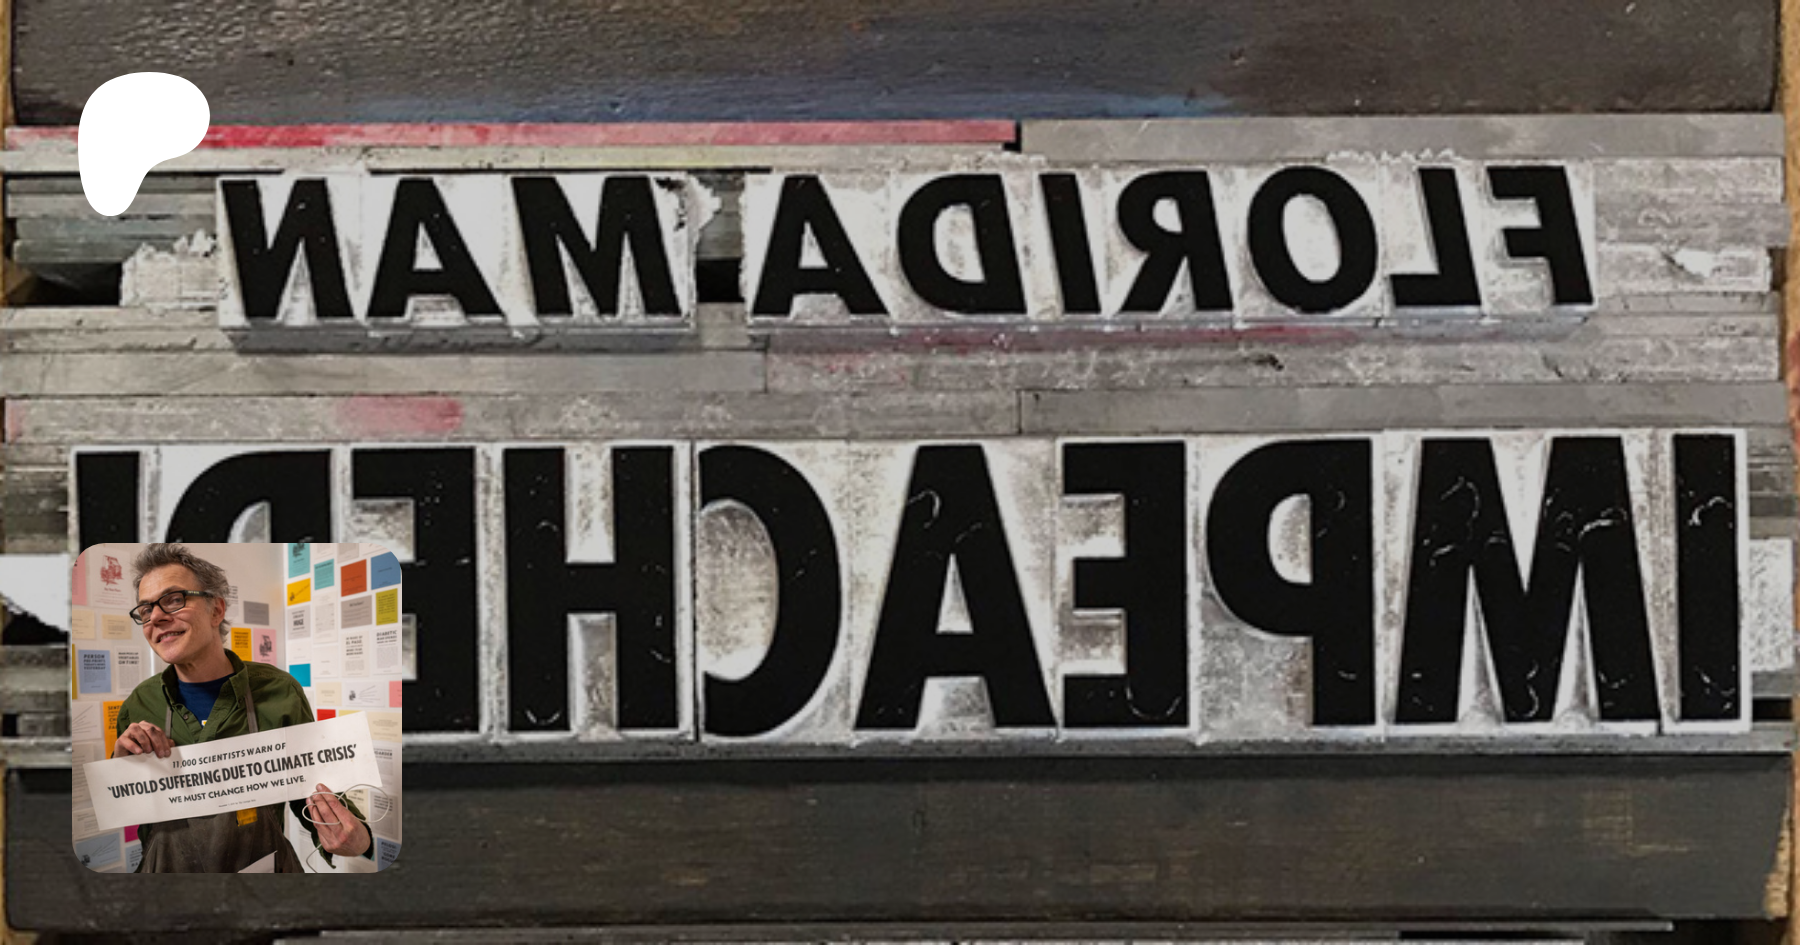 FLORIDA MAN
IMPEACHED
11,000 SCIENTISTS WARN OF
'UNTOLD SUFFERING DUE TO CLIMATE CRISIS'
WE MUST CHANGE HOW WE LIVE.